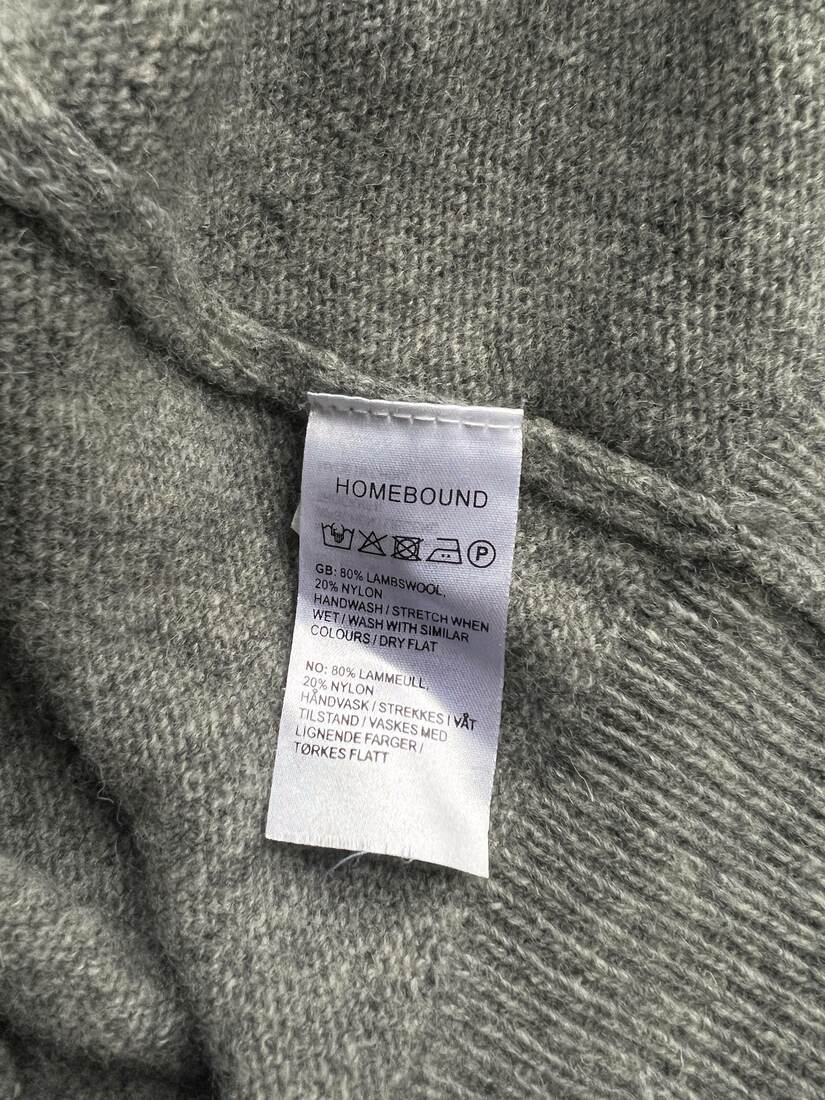 HOMEBOUND
P
GB: 80% LAMBSWOOL,
20% NYLON
HANDWASH / STRETCH WHEN
WET / WASH WITH SIMILAR
COLOURS / DRY FLAT
NO: 80% LAMMEULL,
20% NYLON
HÅNDVASK / STREKKES I VÅT
TILSTAND / VASKES MED
LIGNENDE FARGER /
TØRKES FLATT